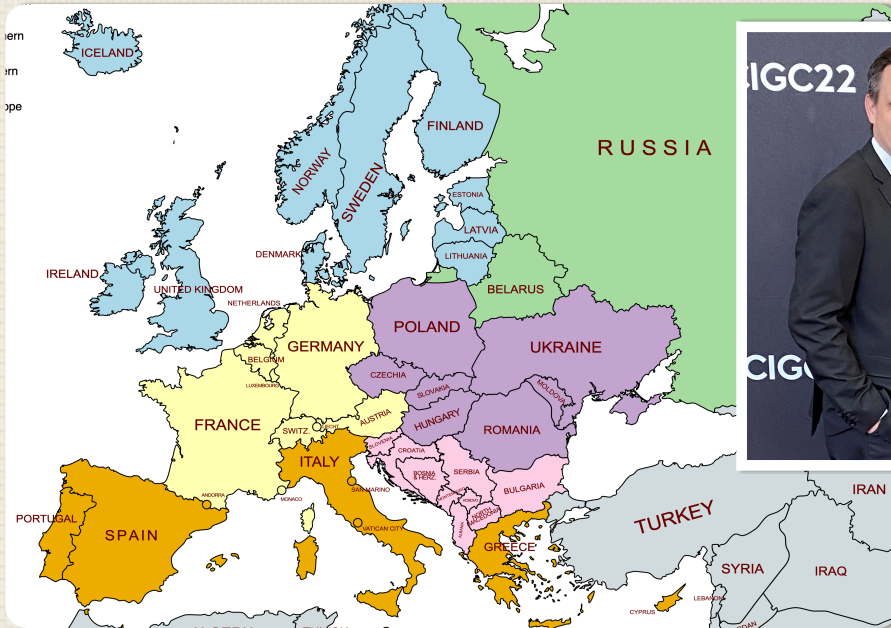 ern
ern
ope
ICELAND
FINLAND
NORWAY
SWEDEN
RUSSIA
ESTONIA
LATVIA
LITHUANIA
DENMARK
IRELAND
UNITED KINGDOM
NETHERLANDS
BELARUS
POLAND
GERMANY
UKRAINE
BELGIUM
LUXEMBOURG
CZECHIA
SLOVAKIA
MOLDOVA
FRANCE
SWITZ.
AUSTRIA
HUNGARY
ROMANIA
ITALY
SLOVENIA
CROATIA
BOSNIA
& HERZ.
SERBIA
BULGARIA
ANDORRA
MONACO
SAN MARINO
VATICAN CITY
NORTH
MACEDONIA
PORTUGAL
SPAIN
GREECE
TURKEY
IRAN
SYRIA
IRAQ
CYPRUS
LEBANON
IGC22
CIG